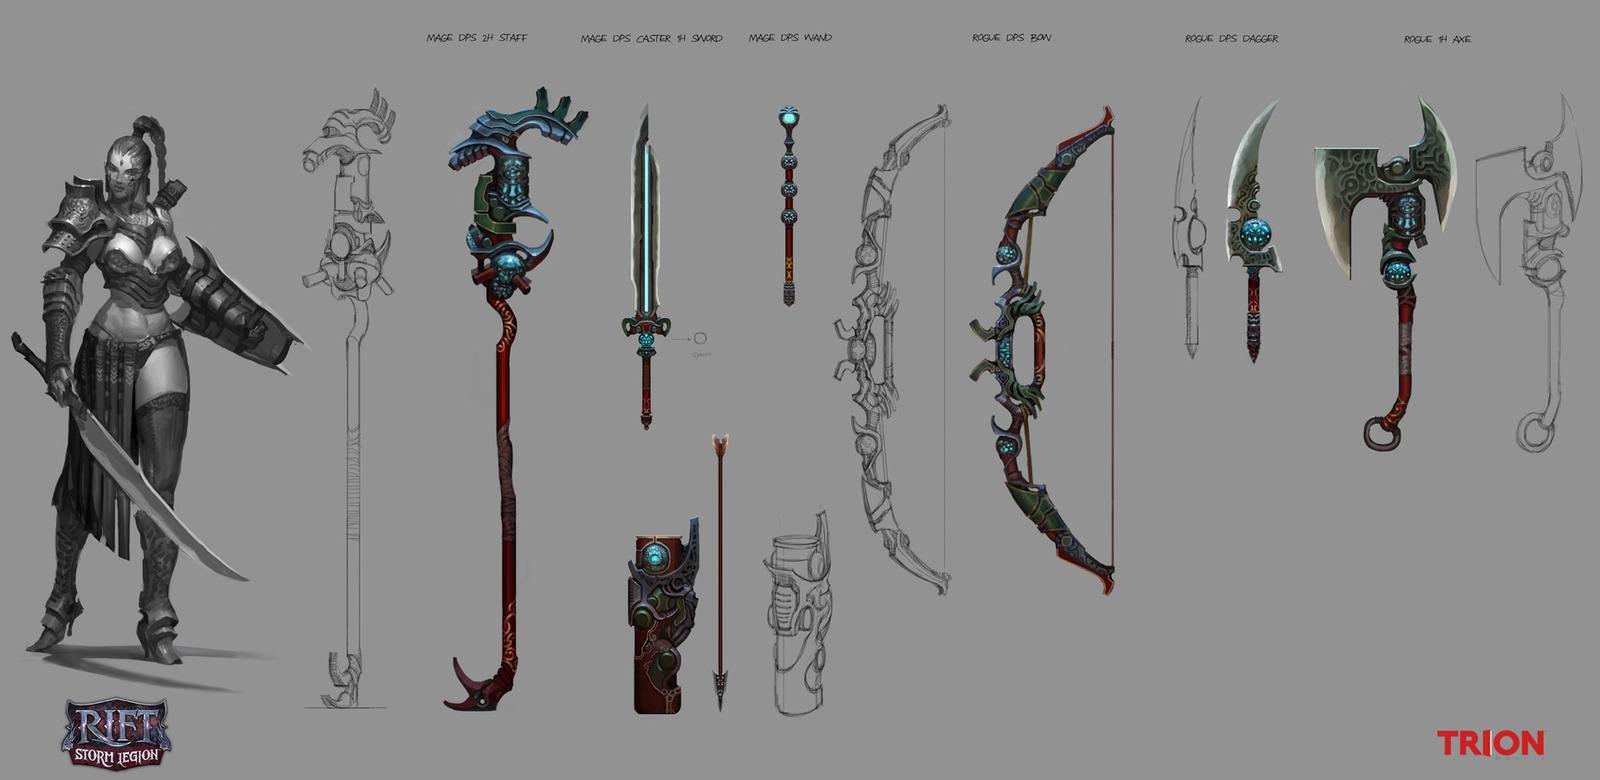 MAGE DPS 2H STAFF
MAGE DPS CASTER 1H SWORD
MAGE DPS WAND
ROGUE DPS BOW
ROGUE DPS DAGGER
ROGUE 1H AXE
RIFT
STORM LEGION
TRION